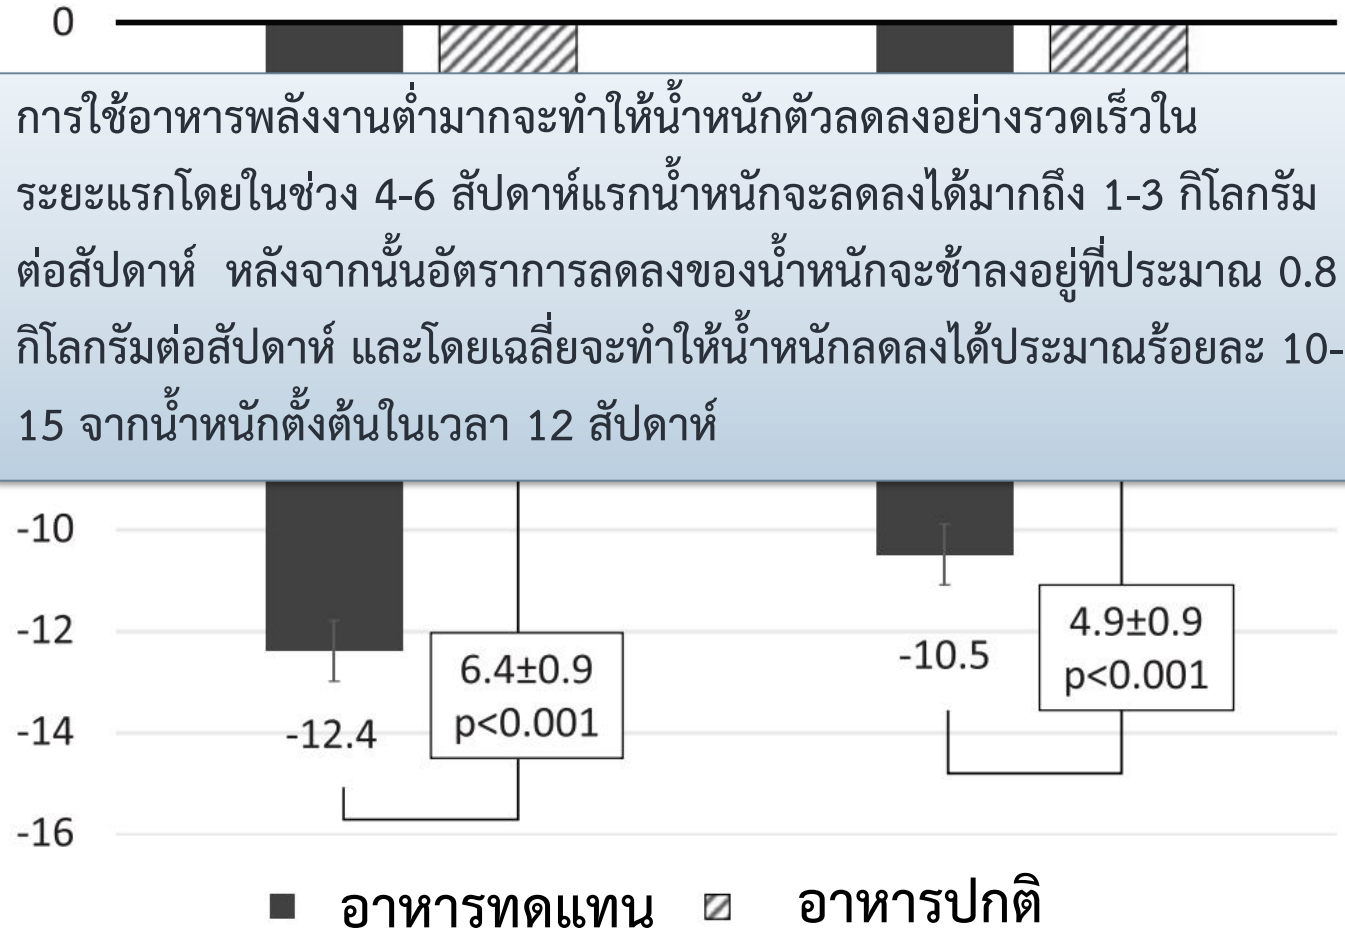 0
การใช้อาหารพลังงานต่ำมากจะทำให้น้ำหนักตัวลดลงอย่างรวดเร็วใน
ระยะแรกโดยในช่วง 4-6 สัปดาห์แรกน้ำหนักจะลดลงได้มากถึง 1-3 กิโลกรัม
ต่อสัปดาห์ หลังจากนั้นอัตราการลดลงของน้ำหนักจะช้าลงอยู่ที่ประมาณ 0.8
กิโลกรัมต่อสัปดาห์ และโดยเฉลี่ยจะทำให้น้ำหนักลดลงได้ประมาณร้อยละ 10-
15 จากน้ำหนักตั้งต้นในเวลา 12 สัปดาห์
-10
-12
-14
-16
-12.4
6.4±0.9
p<0.001
-10.5
4.9±0.9
p<0.001
อาหารทดแทน อาหารปกติ